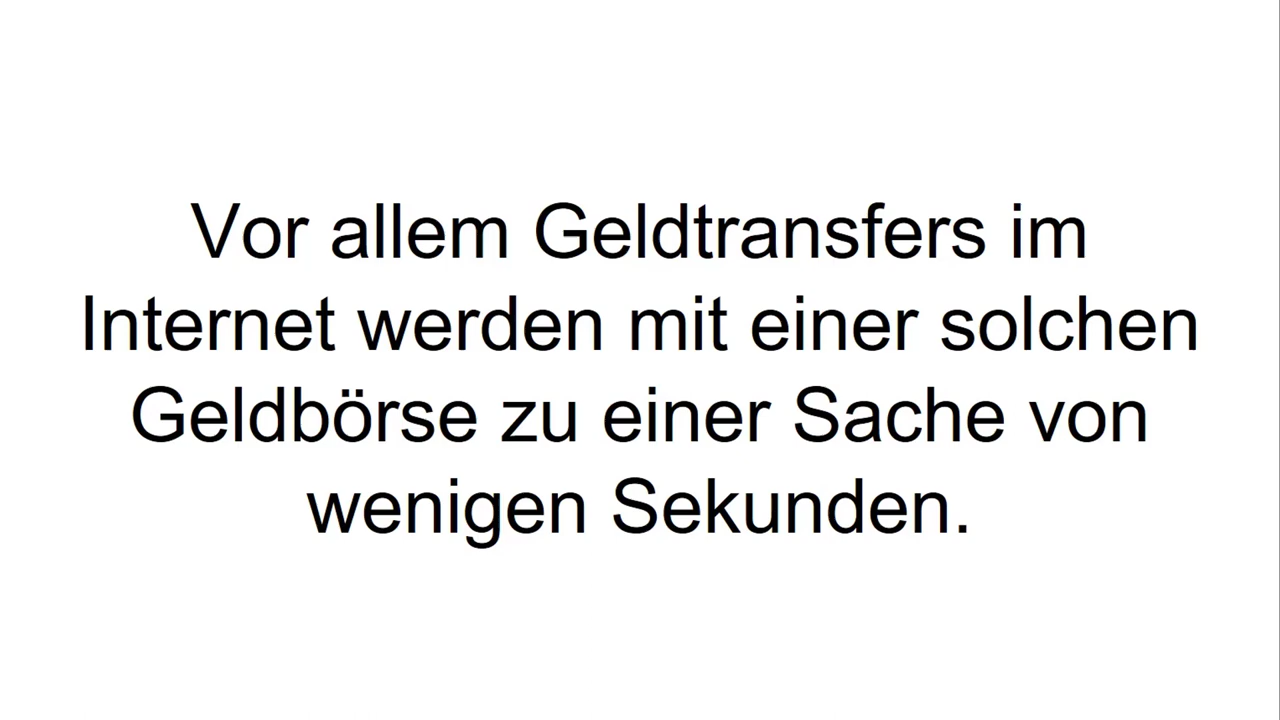 Vor allem Geldtransfers im
Internet werden mit einer solchen
Geldbörse zu einer Sache von
wenigen Sekunden.